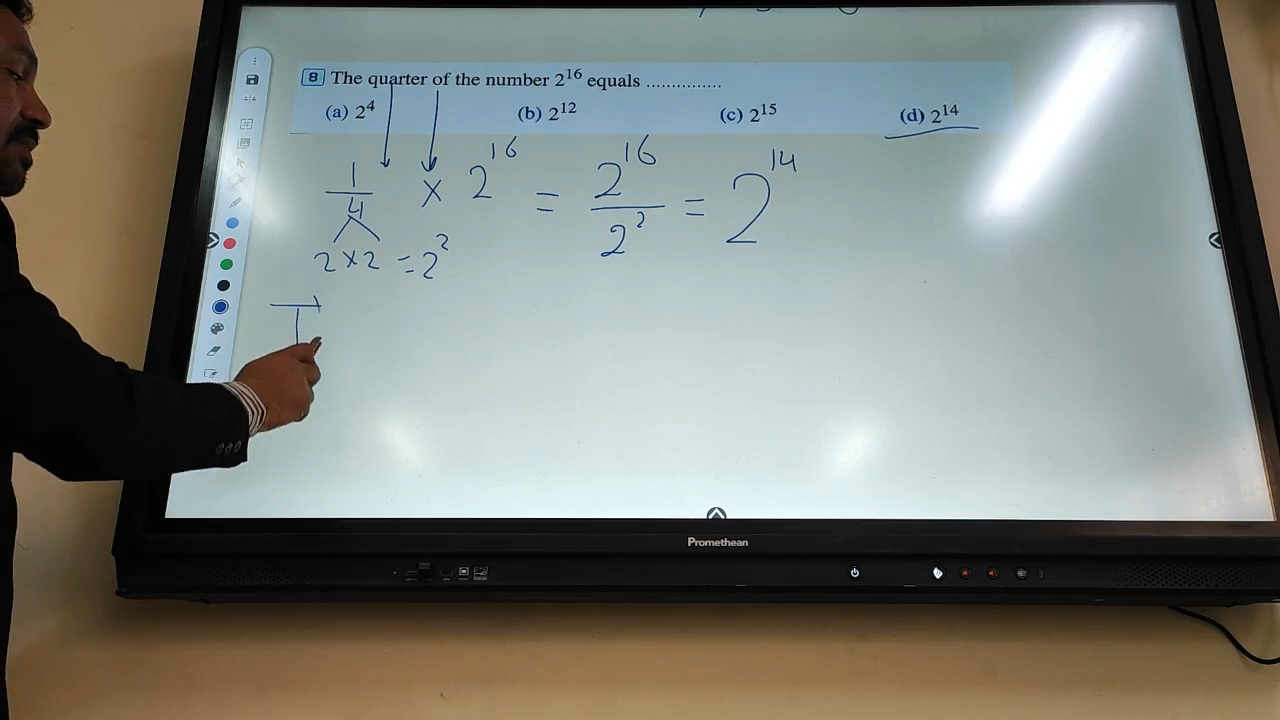 8 The quarter of the number 2^16 equals ...............
(a) 2^4 (b) 2^12 (c) 2^15 (d) 2^14
1/4 × 2^16 = 2^16/2^2 = 2^14
2 × 2 = 2^2
T
Promethean